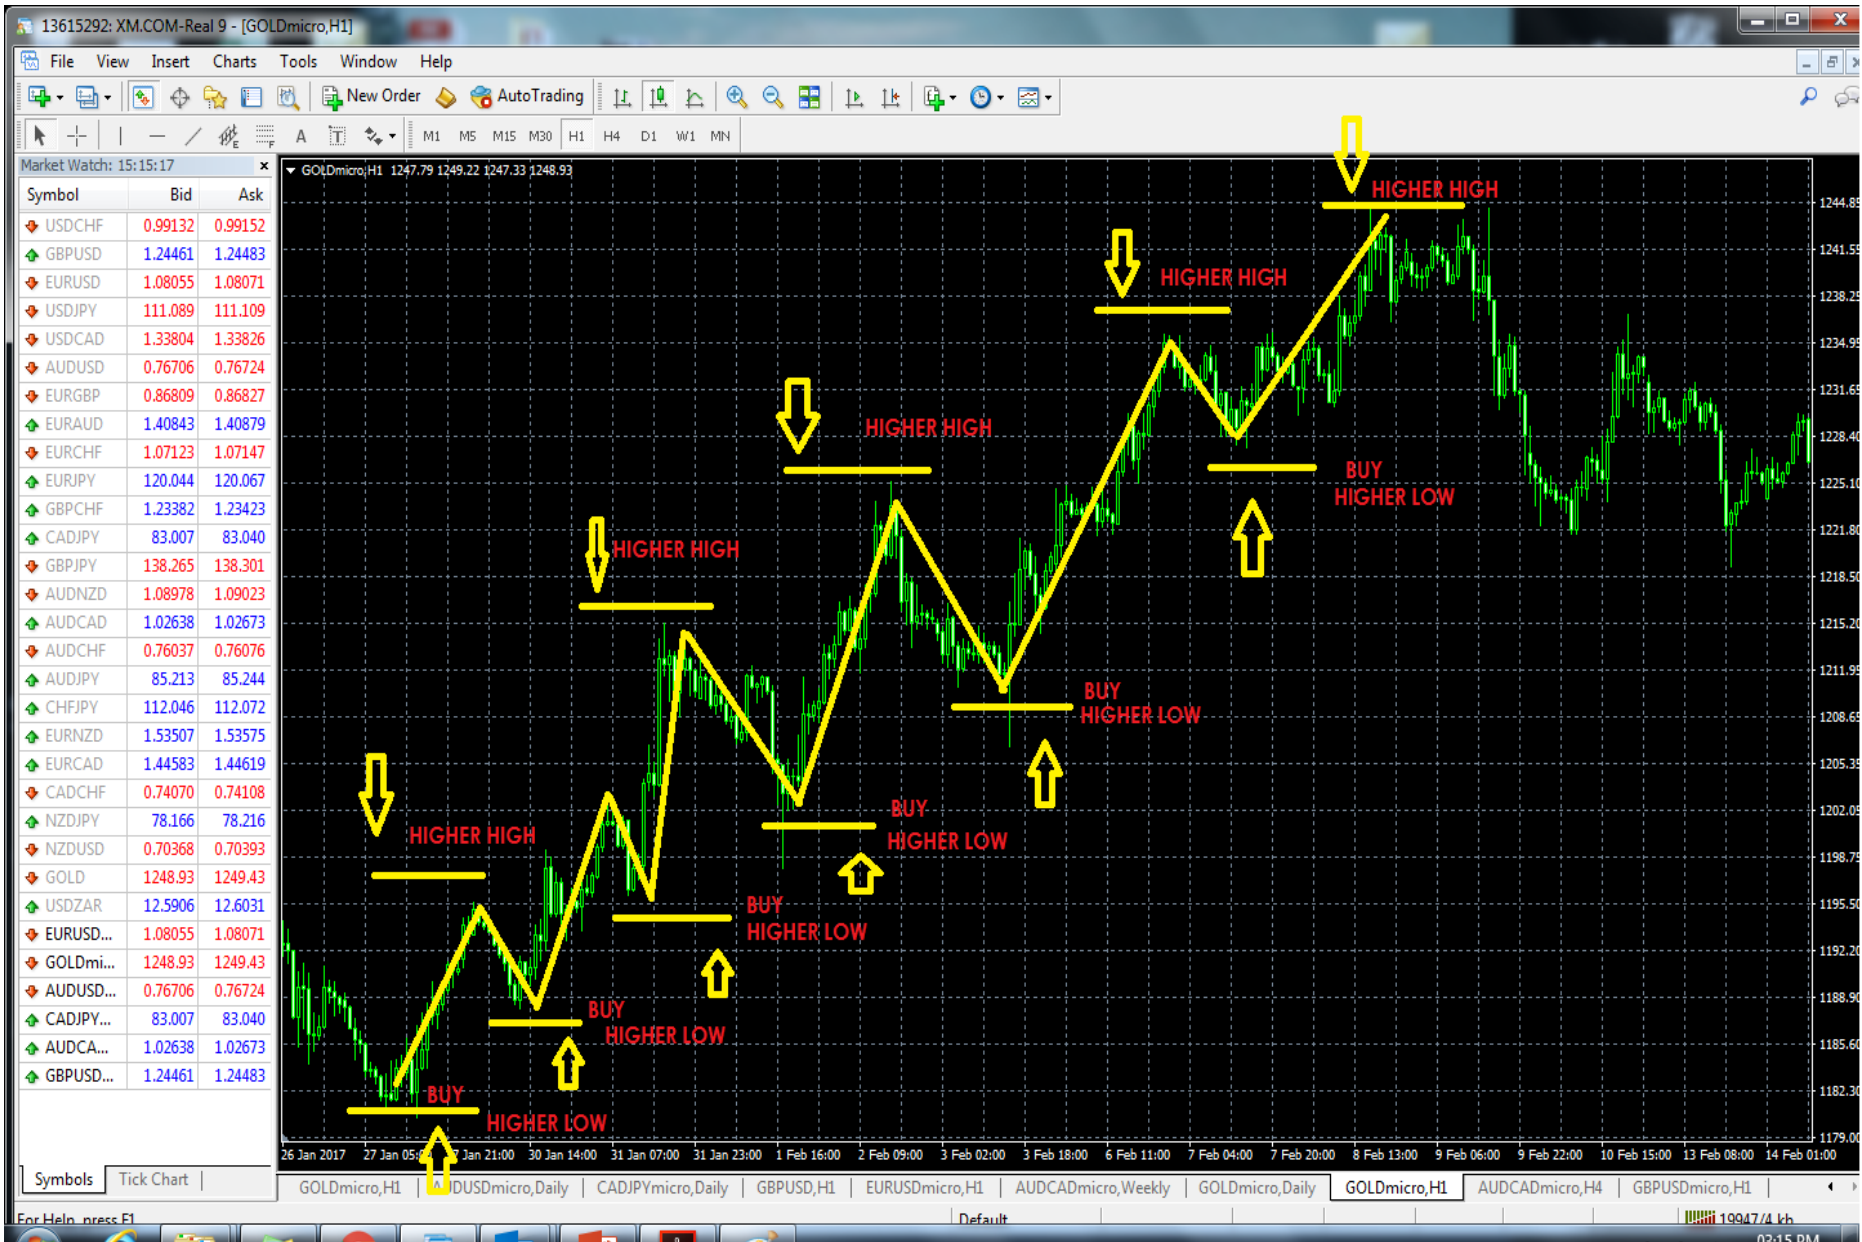 13615292: XM.COM-Real 9 - [GOLDmicro,H1]
File View Insert Charts Tools Window Help
New Order AutoTrading
A T E F
M1 M5 M15 M30 H1 H4 D1 W1 MN
Market Watch: 15:15:17
Symbol Bid Ask
USDCHF 0.99132 0.99152
GBPUSD 1.24461 1.24483
EURUSD 1.08055 1.08071
USDJPY 111.089 111.109
USDCAD 1.33804 1.33826
AUDUSD 0.76706 0.76724
EURGBP 0.86809 0.86827
EURAUD 1.40843 1.40879
EURCHF 1.07123 1.07147
EURJPY 120.044 120.067
GBPCHF 1.23382 1.23423
CADJPY 83.007 83.040
GBPJPY 138.265 138.301
AUDNZD 1.08978 1.09023
AUDCAD 1.02638 1.02673
AUDCHF 0.76037 0.76076
AUDJPY 85.213 85.244
CHFJPY 112.046 112.072
EURNZD 1.53507 1.53575
EURCAD 1.44583 1.44619
CADCHF 0.74070 0.74108
NZDJPY 78.166 78.216
NZDUSD 0.70368 0.70393
GOLD 1248.93 1249.43
USDZAR 12.5906 12.6031
EURUSD... 1.08055 1.08071
GOLDmi... 1248.93 1249.43
AUDUSD... 0.76706 0.76724
CADJPY... 83.007 83.040
AUDCA... 1.02638 1.02673
GBPUSD... 1.24461 1.24483
Symbols Tick Chart
GOLDmicro,H1 1247.79 1249.22 1247.33 1248.93
HIGHER HIGH
HIGHER HIGH
HIGHER HIGH
BUY
HIGHER LOW
HIGHER HIGH
BUY
HIGHER LOW
BUY
HIGHER LOW
HIGHER HIGH
BUY
HIGHER LOW
BUY
HIGHER LOW
BUY
HIGHER LOW
1244.85
1241.55
1238.25
1234.95
1231.65
1228.40
1225.10
1221.80
1218.50
1215.20
1211.95
1208.65
1205.35
1202.05
1198.75
1195.50
1192.20
1188.90
1185.60
1182.30
1179.00
26 Jan 2017 27 Jan 21:00 30 Jan 14:00 31 Jan 07:00 31 Jan 23:00 1 Feb 16:00 2 Feb 09:00 3 Feb 02:00 3 Feb 18:00 6 Feb 11:00 7 Feb 04:00 7 Feb 20:00 8 Feb 13:00 9 Feb 06:00 9 Feb 22:00 10 Feb 15:00 13 Feb 08:00 14 Feb 01:00
GOLDmicro,H1 AUDUSDmicro,Daily CADJPYmicro,Daily GBPUSD,H1 EURUSDmicro,H1 AUDCADmicro,Weekly GOLDmicro,Daily GOLDmicro,H1 AUDCADmicro,H4 GBPUSDmicro,H1
For Help, press F1 Default 19947/4 kb
03:15 PM